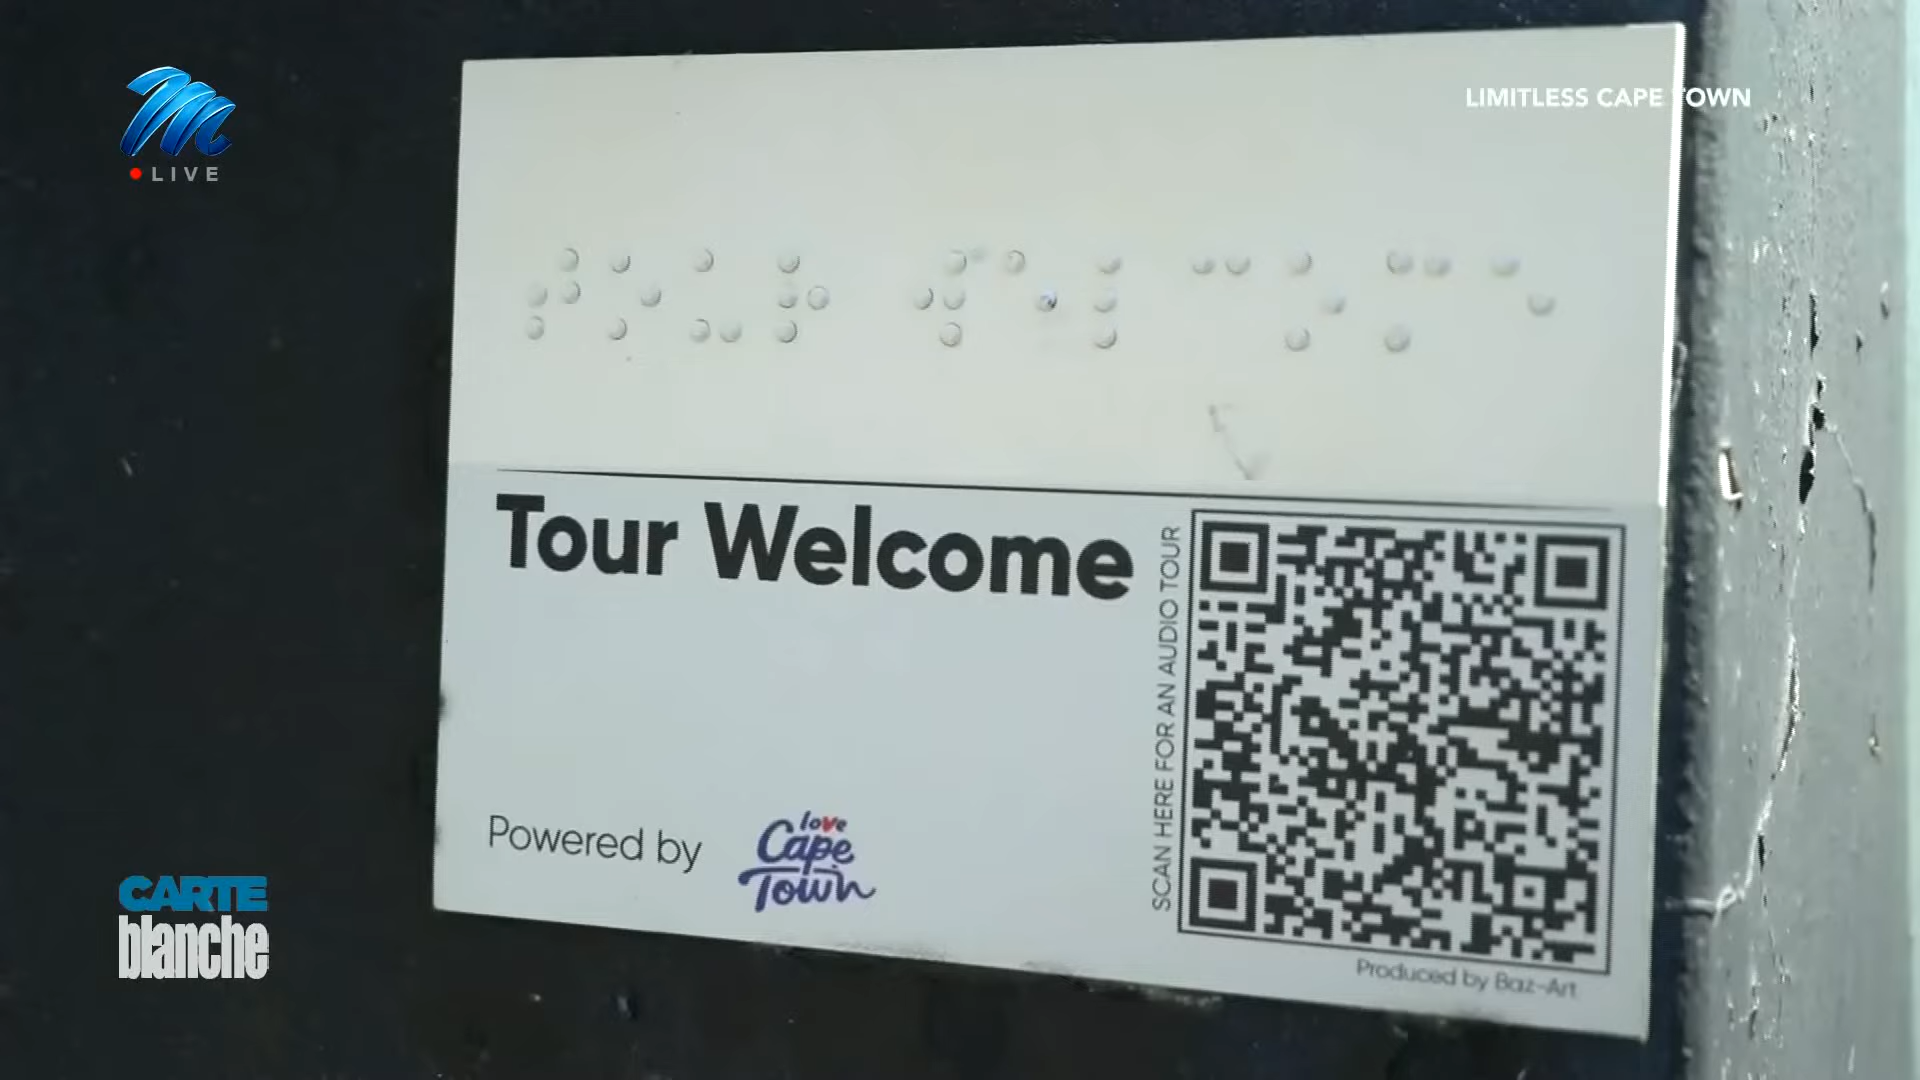 LIVE
LIMITLESS CAPE TOWN
⠞⠕⠥⠗ ⠺⠑⠇⠉⠕⠍⠑
Tour Welcome
SCAN HERE FOR AN AUDIO TOUR
Powered by
love
Cape
Town
Produced by Baz-Art
CARTE
blanche